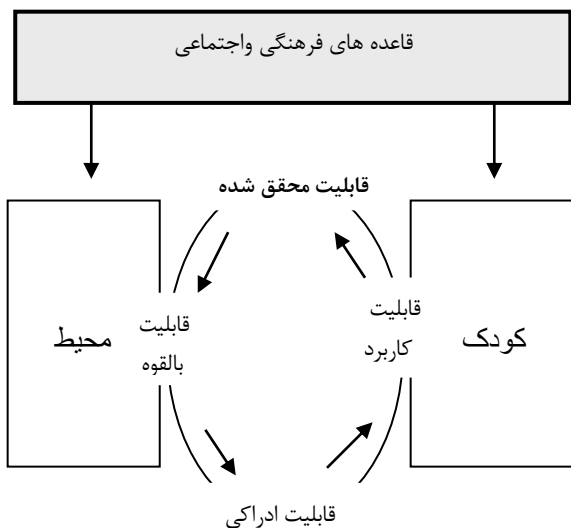 قاعده های فرهنگی واجتماعی
قابلیت محقق شده
کودک
قابلیت
کاربرد
قابلیت
بالقوه
محیط
قابلیت ادراکی